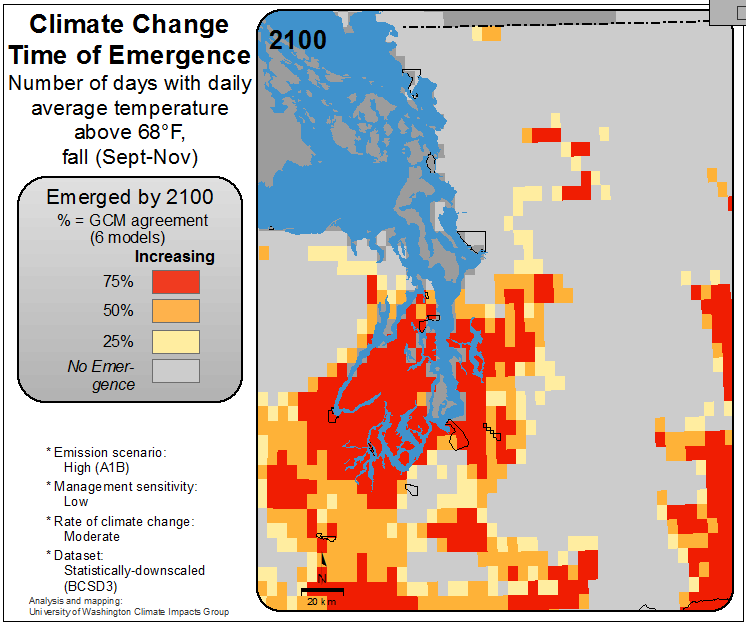 Climate Change
Time of Emergence
Number of days with daily
average temperature
above 68°F,
fall (Sept-Nov)
Emerged by 2100
% = GCM agreement
(6 models)
Increasing
75%
50%
25%
No Emer-
gence
* Emission scenario:
High (A1B)
* Management sensitivity:
Low
* Rate of climate change:
Moderate
* Dataset:
Statistically-downscaled
(BCSD3)
Analysis and mapping:
University of Washington Climate Impacts Group
2100
N
20 km